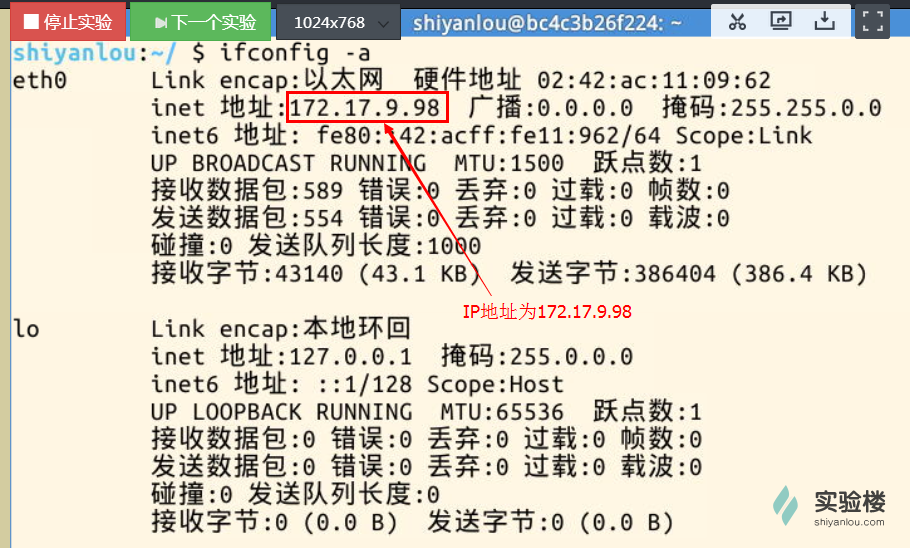 停止实验 下一个实验 1024x768 shiyanlou@bc4c3b26f224: ~
shiyanlou:~/ $ ifconfig -a
eth0 Link encap:以太网 硬件地址 02:42:ac:11:09:62
inet 地址:172.17.9.98 广播:0.0.0.0 掩码:255.255.0.0
inet6 地址: fe80::42:acff:fe11:962/64 Scope:Link
UP BROADCAST RUNNING MTU:1500 跃点数:1
接收数据包:589 错误:0 丢弃:0 过载:0 帧数:0
发送数据包:554 错误:0 丢弃:0 过载:0 载波:0
碰撞:0 发送队列长度:1000
接收字节:43140 (43.1 KB) 发送字节:386404 (386.4 KB)
IP地址为172.17.9.98
lo Link encap:本地环回
inet 地址:127.0.0.1 掩码:255.0.0.0
inet6 地址: ::1/128 Scope:Host
UP LOOPBACK RUNNING MTU:65536 跃点数:1
接收数据包:0 错误:0 丢弃:0 过载:0 帧数:0
发送数据包:0 错误:0 丢弃:0 过载:0 载波:0
碰撞:0 发送队列长度:0
接收字节:0 (0.0 B) 发送字节:0 (0.0 B)
实验楼
shiyanlou.com